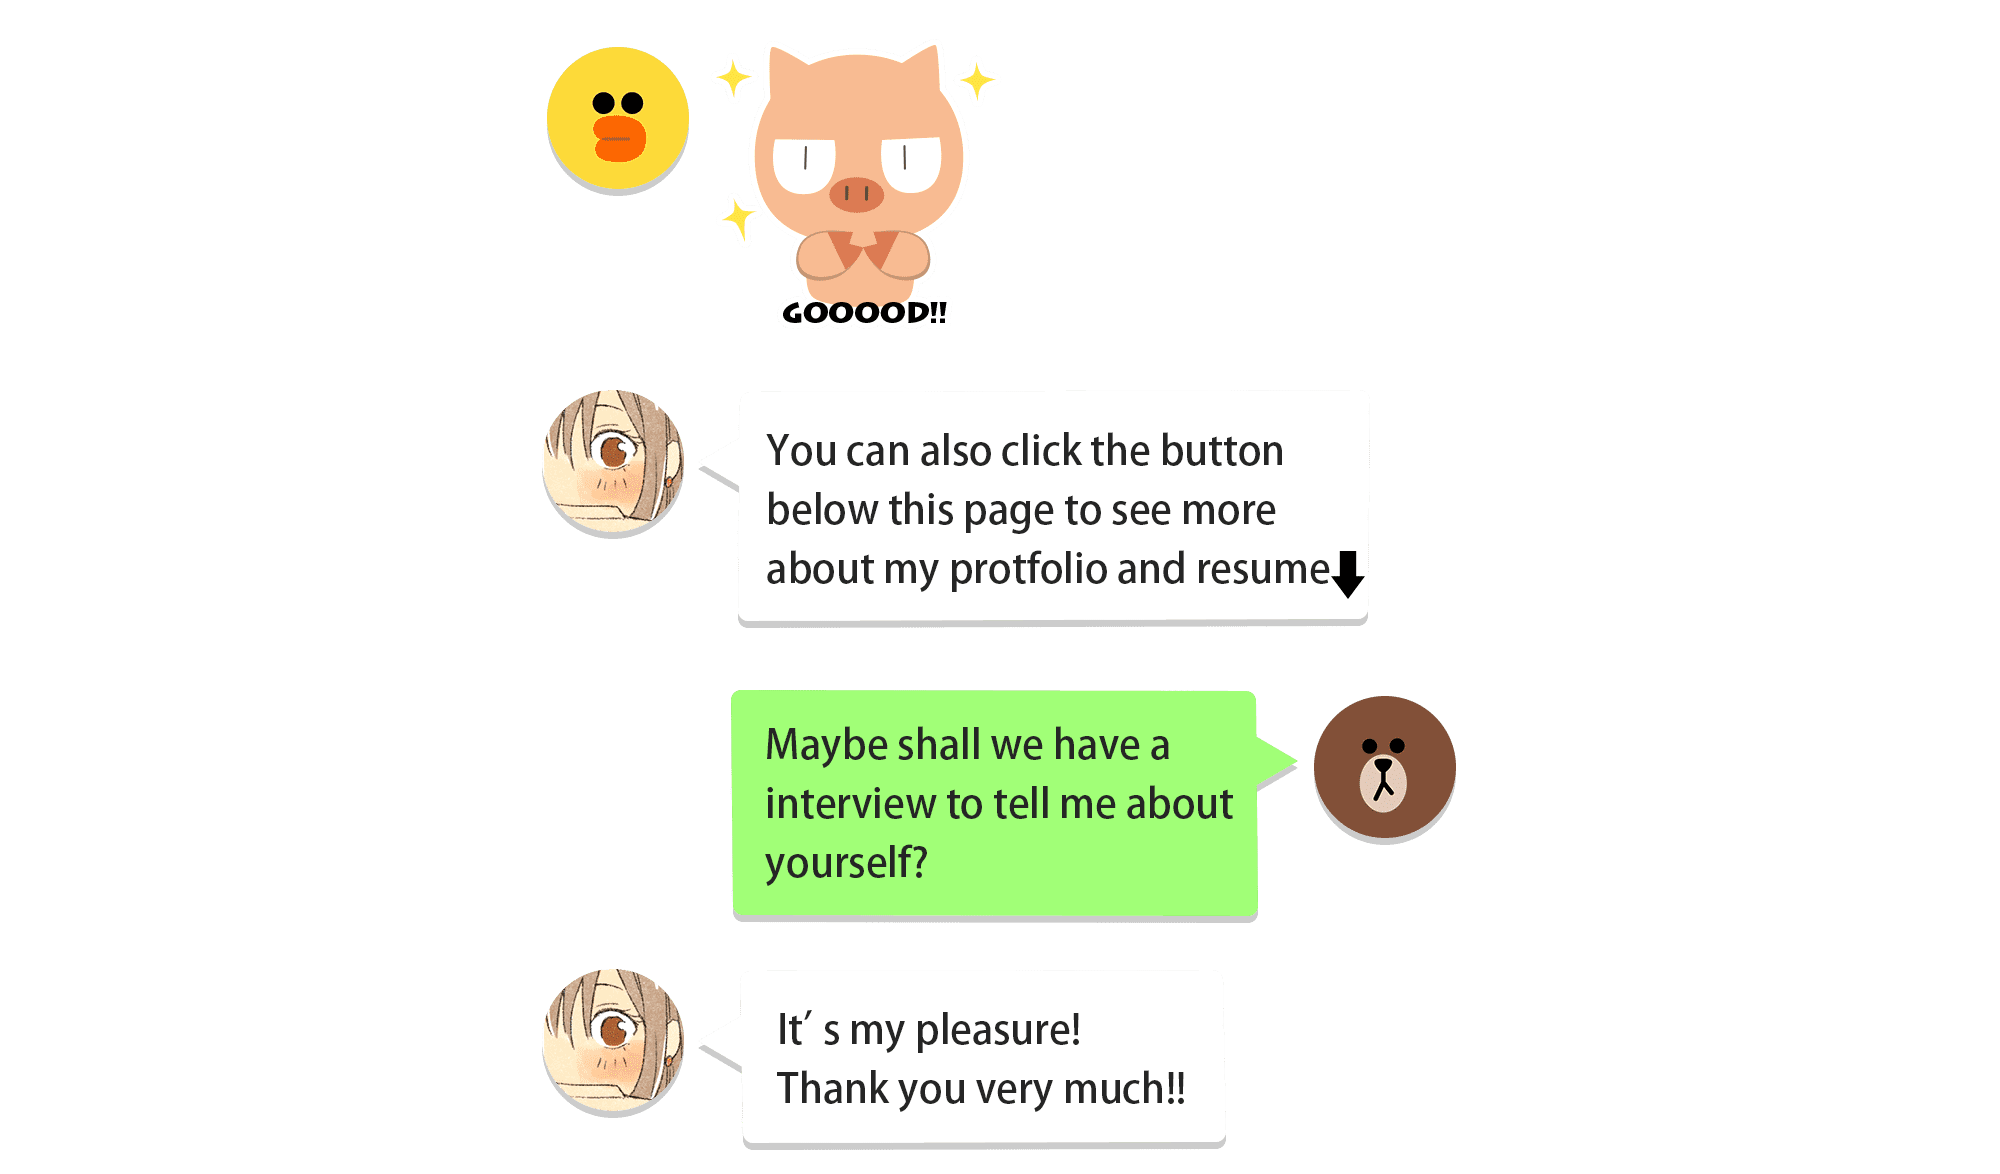 GOOOOD!!
You can also click the button
below this page to see more
about my protfolio and resume
Maybe shall we have a
interview to tell me about
yourself?
It′ s my pleasure!
Thank you very much!!